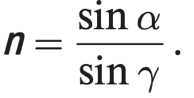 n = sin α / sin γ .